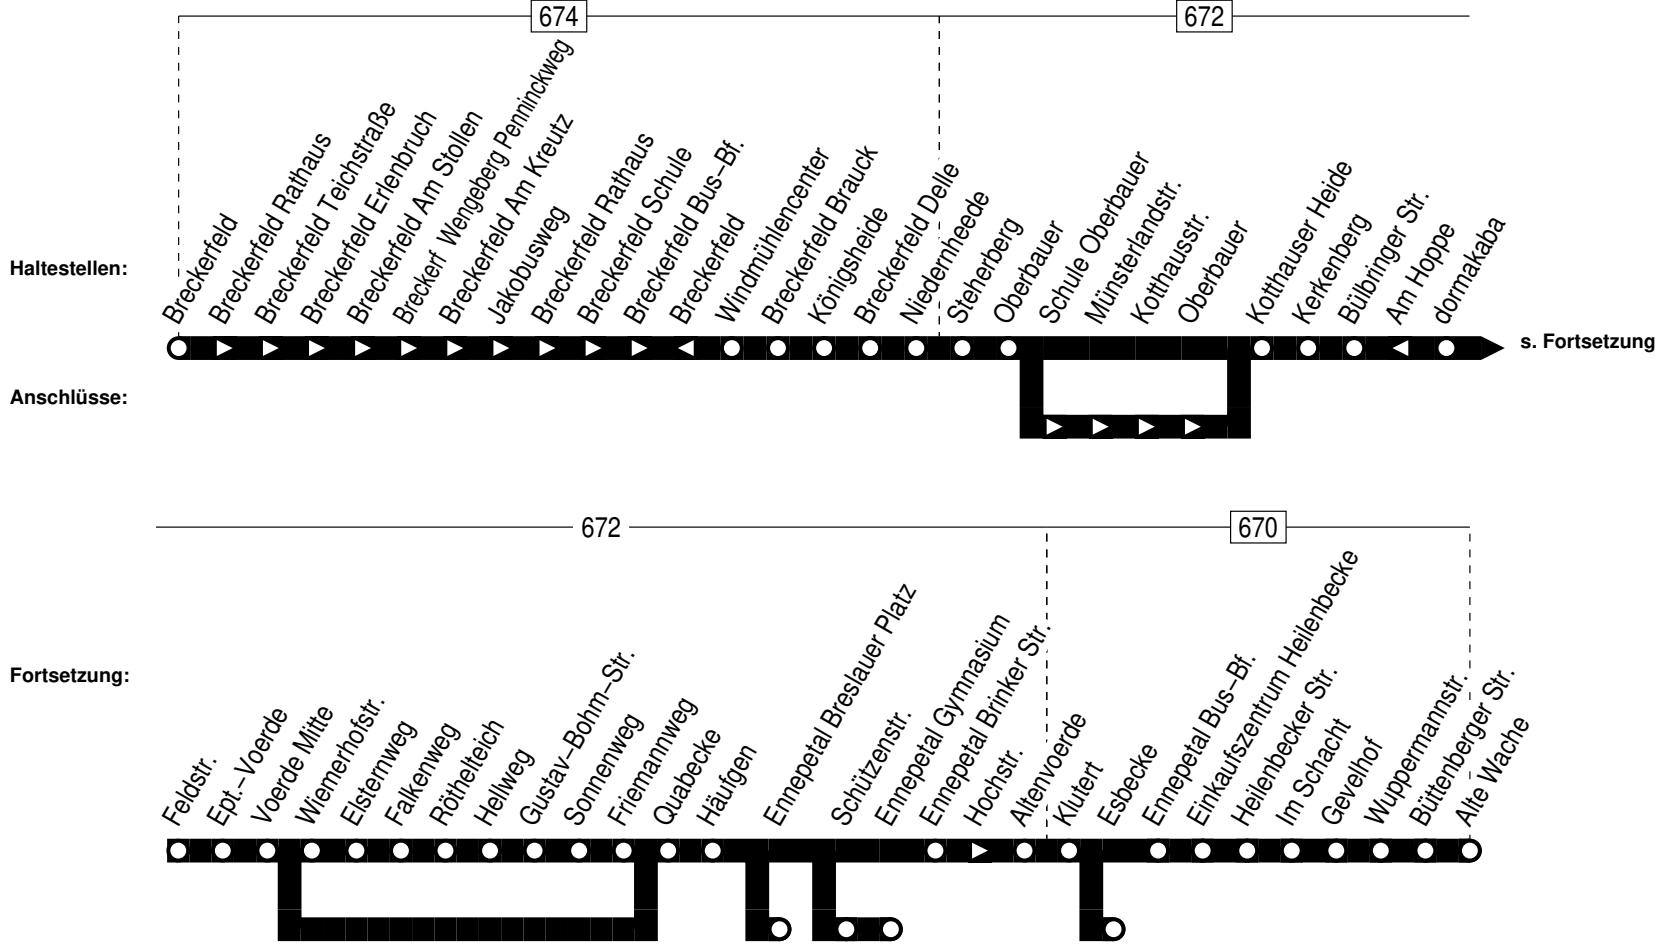 674
672
Haltestellen:
Breckerfeld
Breckerfeld Rathaus
Breckerfeld Teichstraße
Breckerfeld Erlenbruch
Breckerfeld Am Stollen
Breckerf Wengeberg Penninckweg
Breckerfeld Am Kreutz
Jakobusweg
Breckerfeld Rathaus
Breckerfeld Schule
Breckerfeld Bus–Bf.
Breckerfeld
Windmühlencenter
Breckerfeld Brauck
Königsheide
Breckerfeld Delle
Niedernheede
Steherberg
Oberbauer
Schule Oberbauer
Münsterlandstr.
Kotthausstr.
Oberbauer
Kotthauser Heide
Kerkenberg
Bülbringer Str.
Am Hoppe
dormakaba
s. Fortsetzung
Anschlüsse:
672
670
Fortsetzung:
Feldstr.
Ept.–Voerde
Voerde Mitte
Wiemerhofstr.
Elsternweg
Falkenweg
Röthelteich
Hellweg
Gustav–Bohm–Str.
Sonnenweg
Friemannweg
Quabecke
Häufgen
Ennepetal Breslauer Platz
Schützenstr.
Ennepetal Gymnasium
Ennepetal Brinker Str.
Hochstr.
Altenvoerde
Klutert
Esbecke
Ennepetal Bus–Bf.
Einkaufszentrum Heilenbecke
Heilenbecker Str.
Im Schacht
Gevelhof
Wuppermannstr.
Büttenberger Str.
Alte Wache